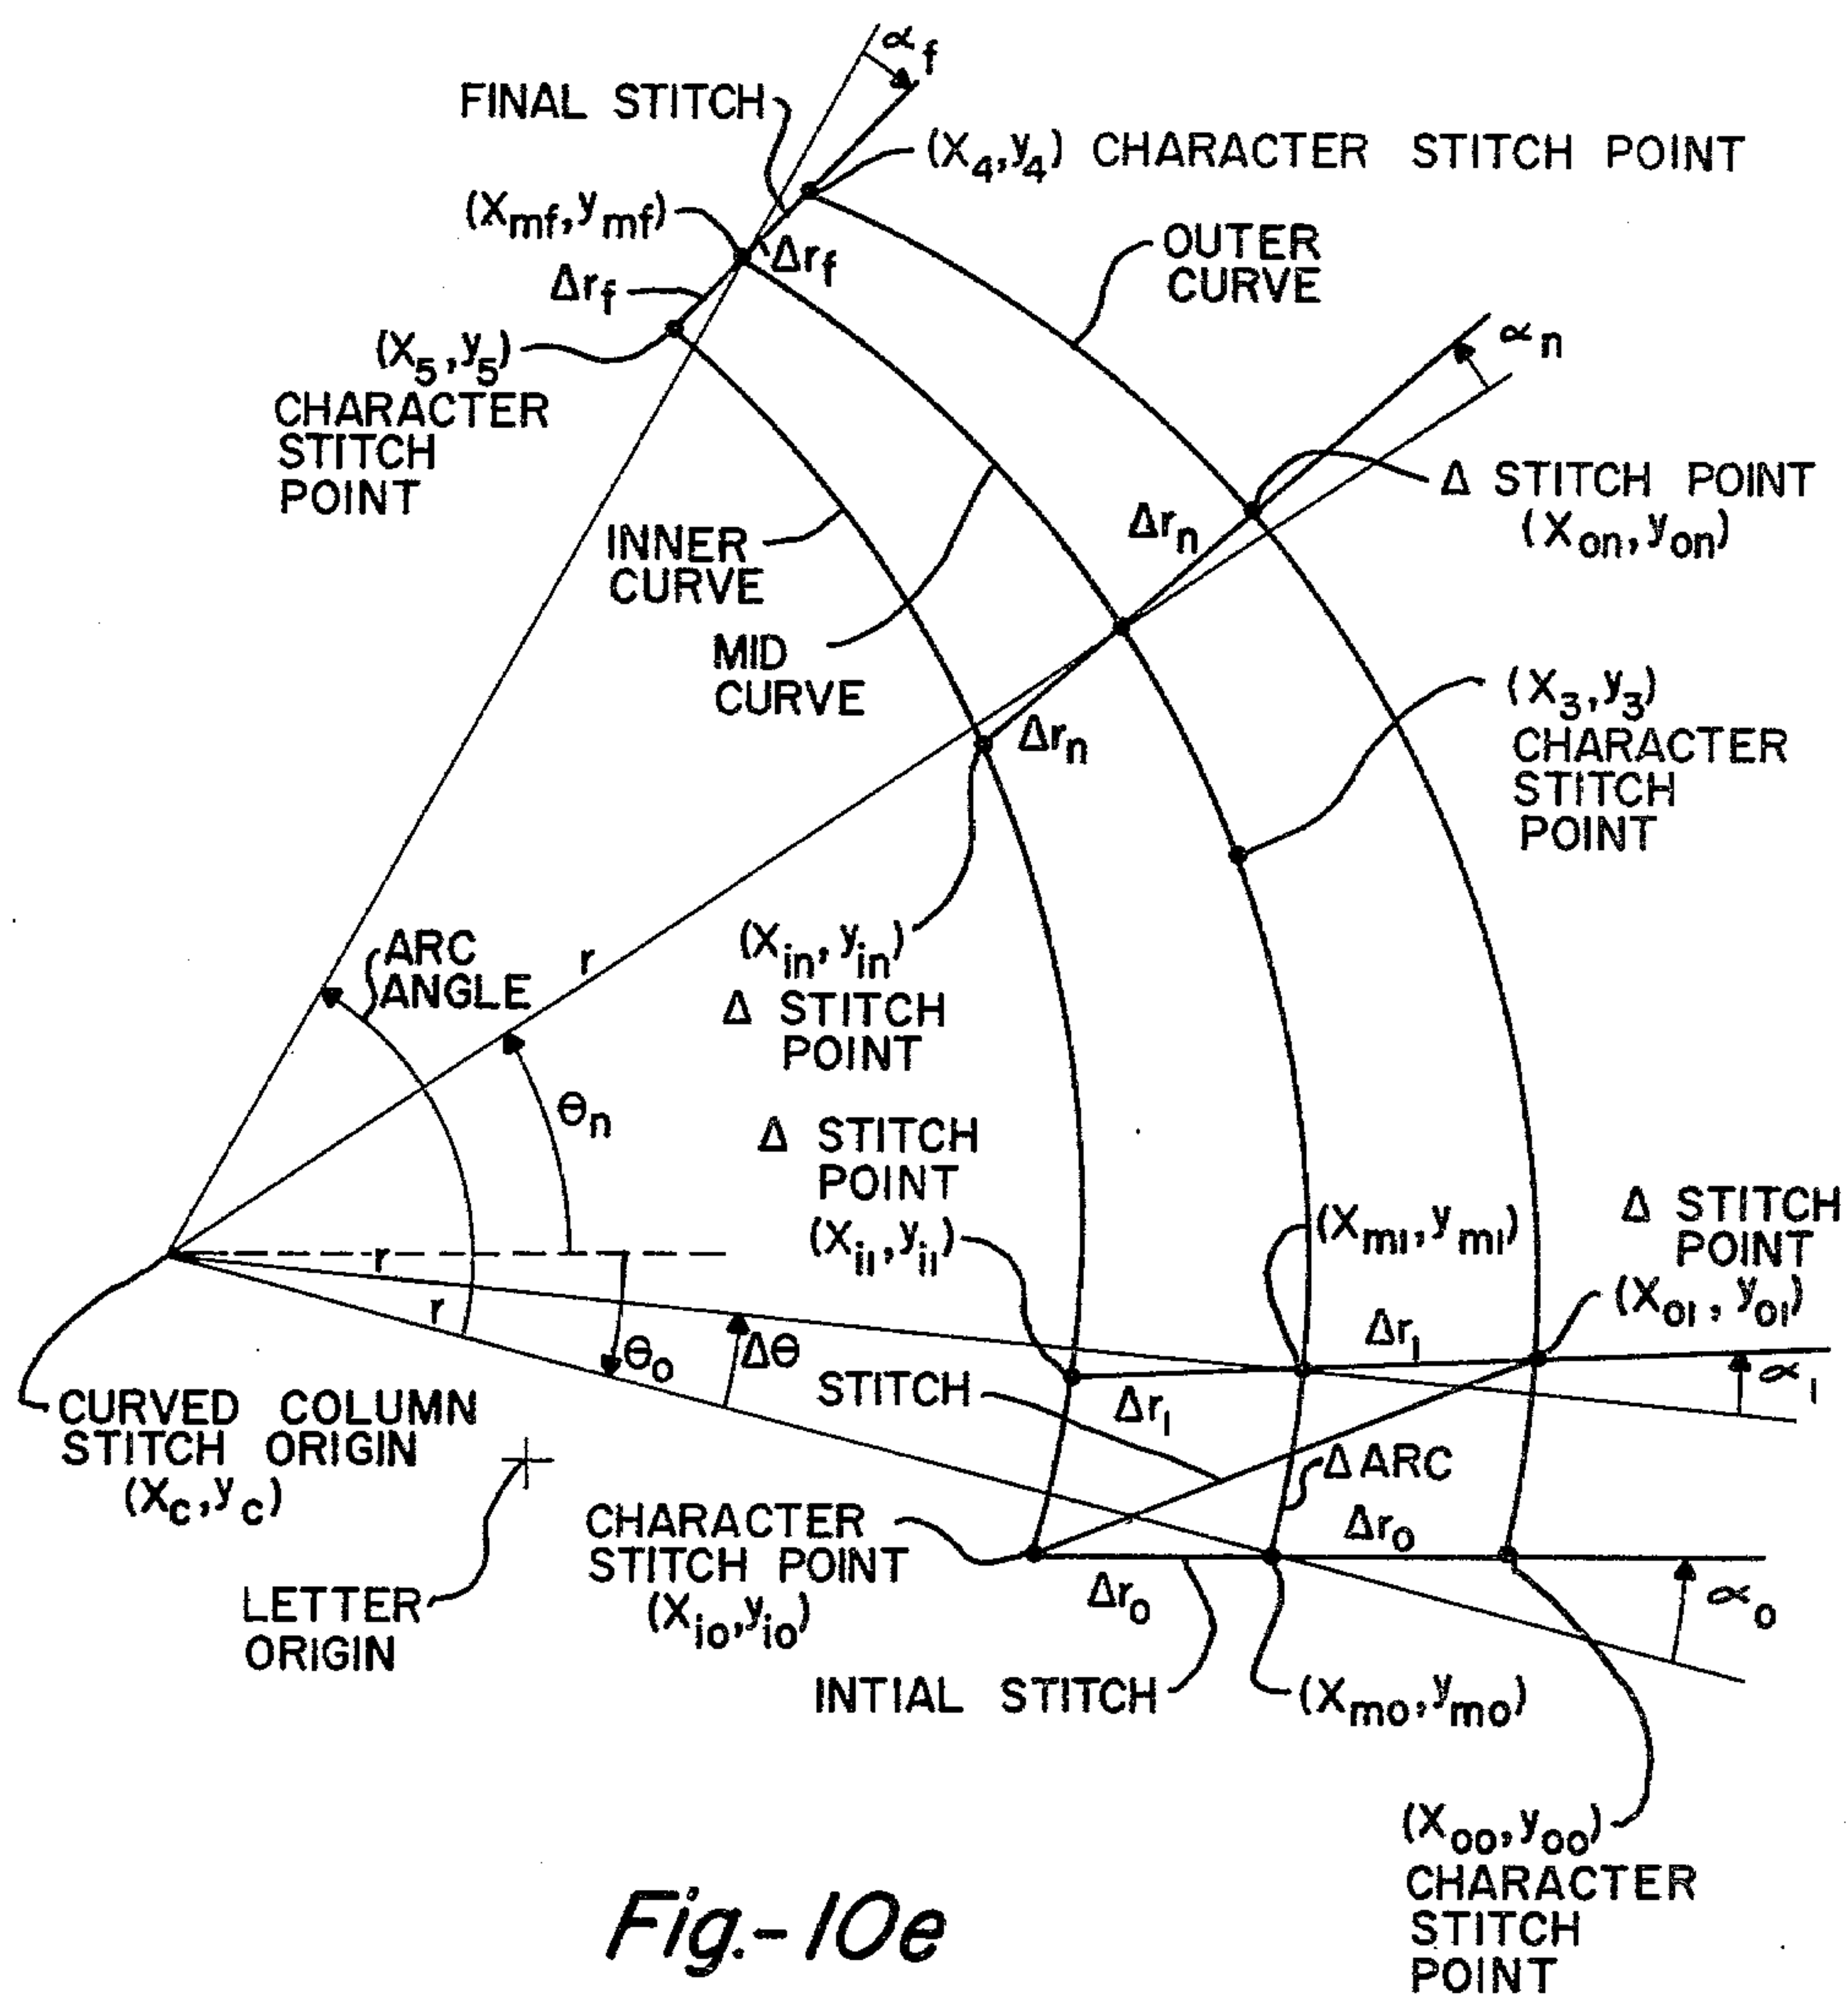 αf
FINAL STITCH
(X4,y4) CHARACTER STITCH POINT
(Xmf,ymf)
Δrf
OUTER
CURVE
Δrf
(X5,y5)
CHARACTER
STITCH
POINT
αn
Δ STITCH POINT
(Xon,yon)
Δrn
INNER
CURVE
MID
CURVE
Δrn
(X3,y3)
CHARACTER
STITCH
POINT
ARC
ANGLE
r
(Xin,yin)
Δ STITCH
POINT
θn
Δ STITCH
POINT
(Xi1,yi1)
(Xm1,ym1)
Δ STITCH
POINT
(Xo1,yo1)
r
r
θo
Δθ
Δr1
α1
STITCH
Δr1
CURVED COLUMN
STITCH ORIGIN
(Xc,yc)
Δ ARC
Δro
CHARACTER
STITCH POINT
(Xio,yio)
Δro
αo
LETTER
ORIGIN
INTIAL STITCH
(Xmo,ymo)
(Xoo,yoo)
CHARACTER
STITCH
POINT
Fig.-10e